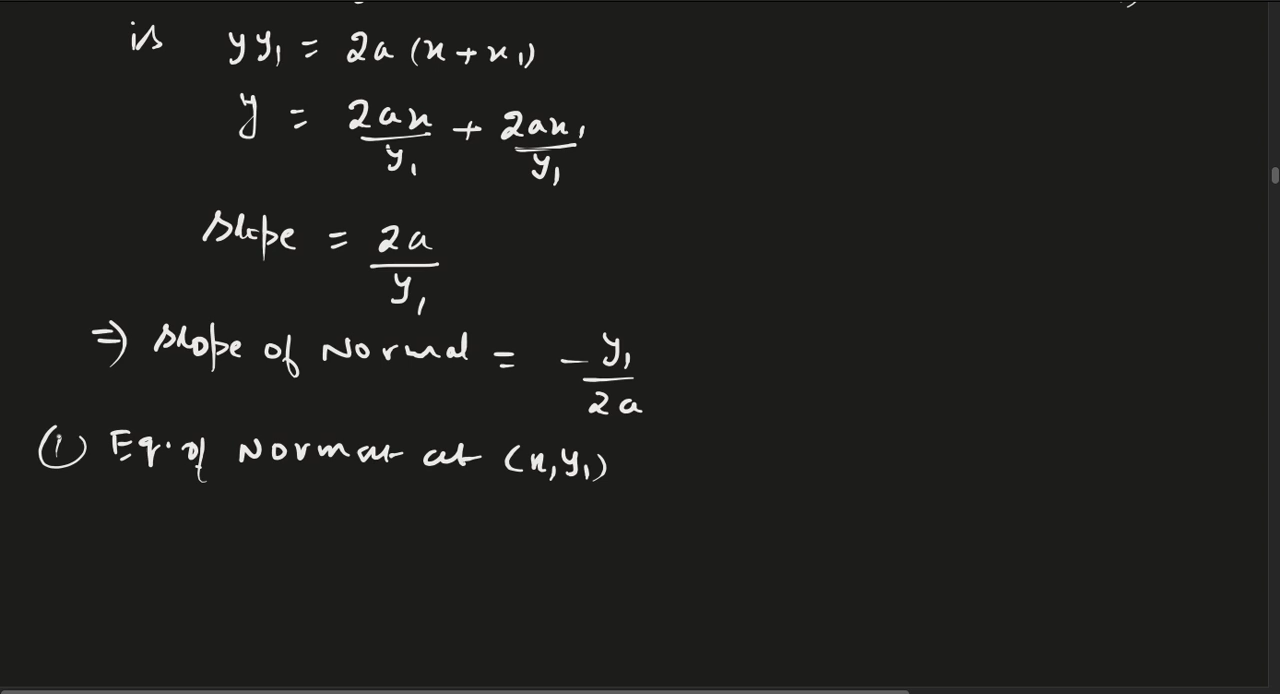 is yy₁ = 2a (x + x₁)
y = 2ax/y₁ + 2ax₁/y₁
slope = 2a/y₁
⇒ slope of Normal = - y₁/2a
① Eq. of Normal at (x, y₁)